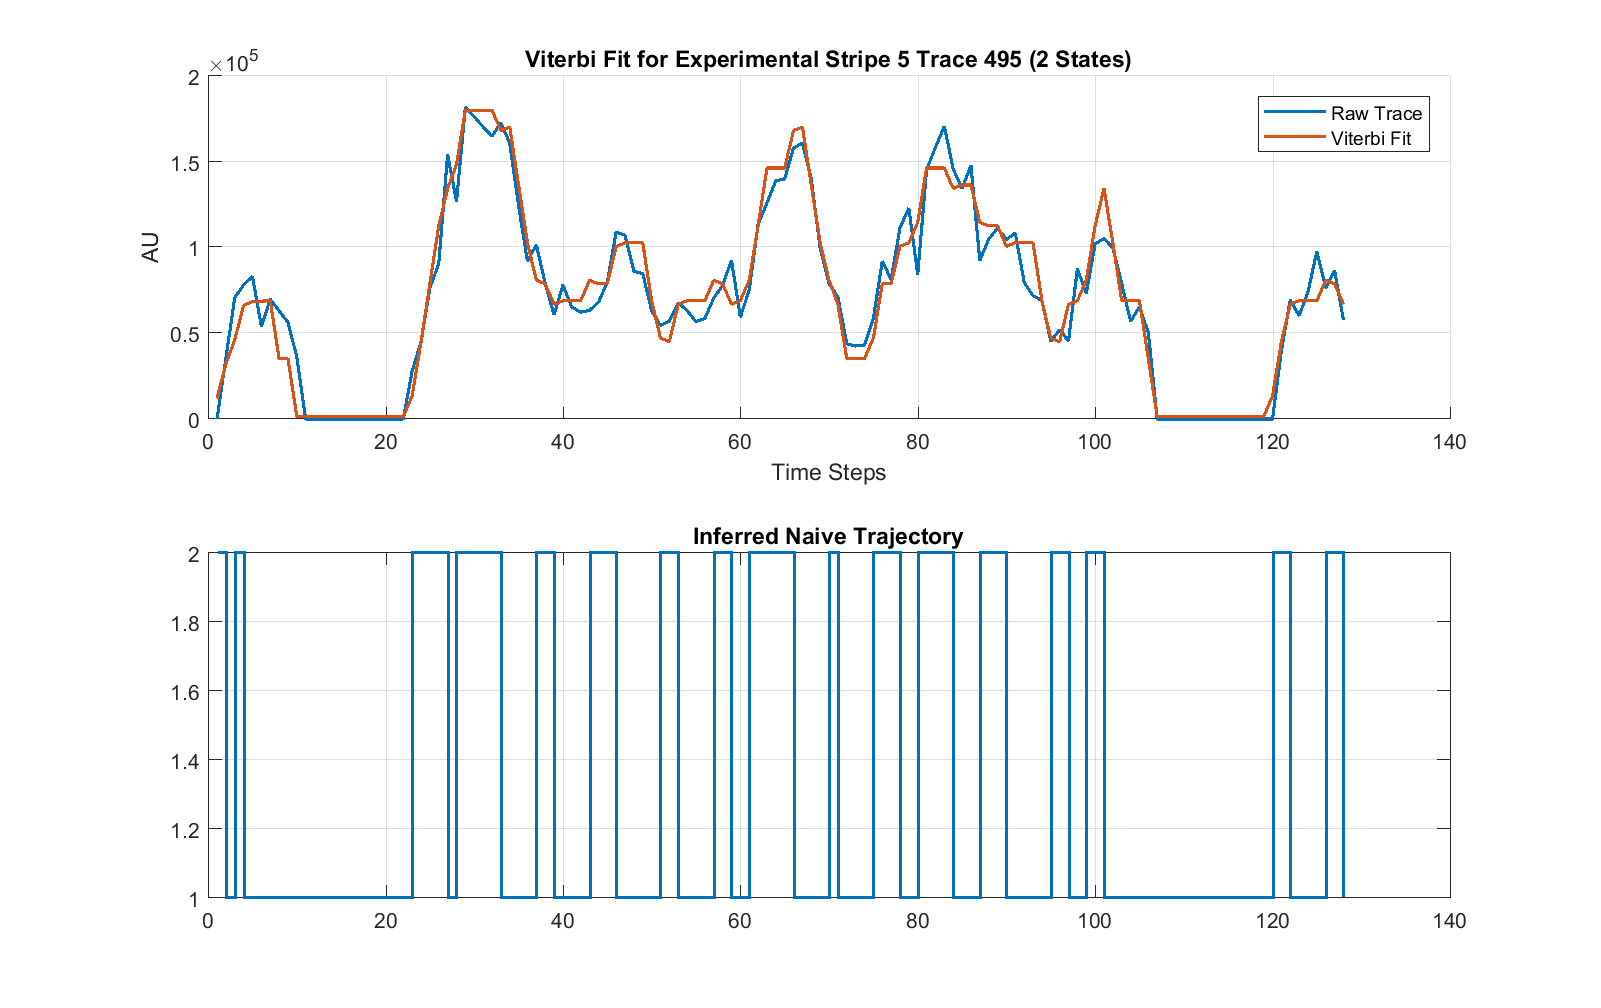 Viterbi Fit for Experimental Stripe 5 Trace 495 (2 States)
×10⁵
2
1.5
1
0.5
0
AU
Raw Trace
Viterbi Fit
0 20 40 60 80 100 120 140
Time Steps
Inferred Naive Trajectory
2
1.8
1.6
1.4
1.2
1
0 20 40 60 80 100 120 140